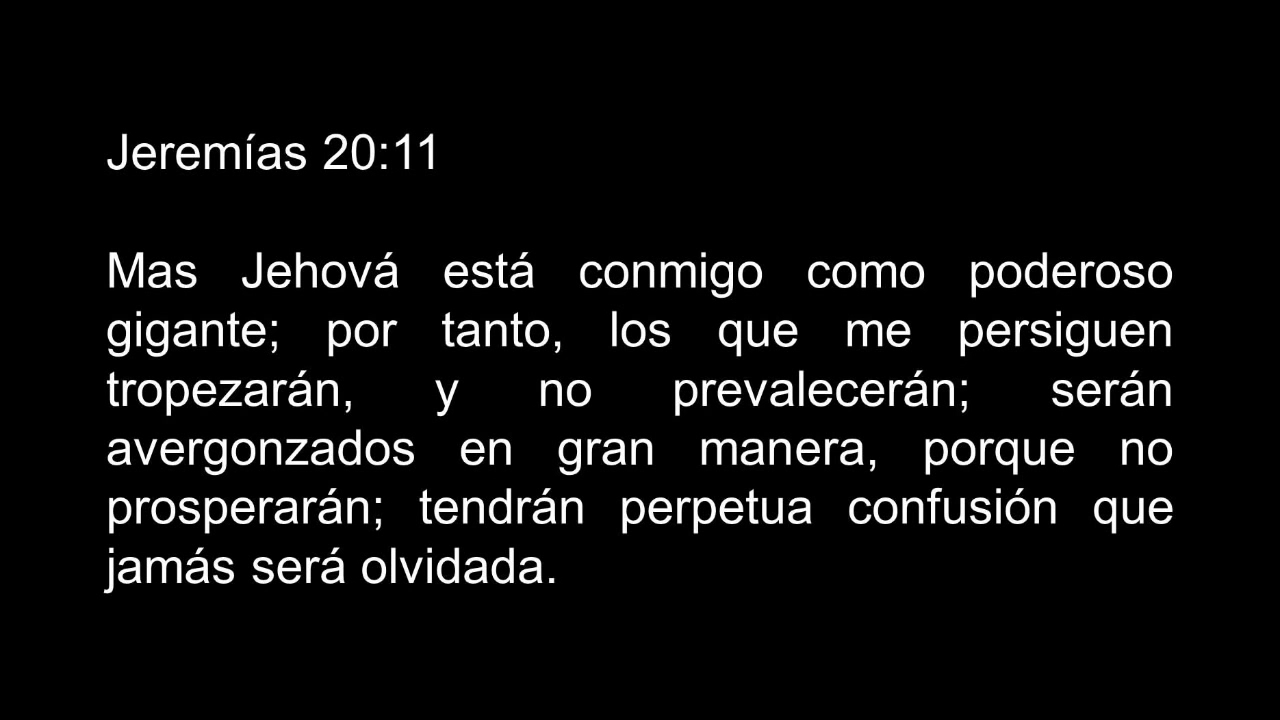 Jeremías 20:11
Mas Jehová está conmigo como poderoso
gigante; por tanto, los que me persiguen
tropezarán, y no prevalecerán; serán
avergonzados en gran manera, porque no
prosperarán; tendrán perpetua confusión que
jamás será olvidada.